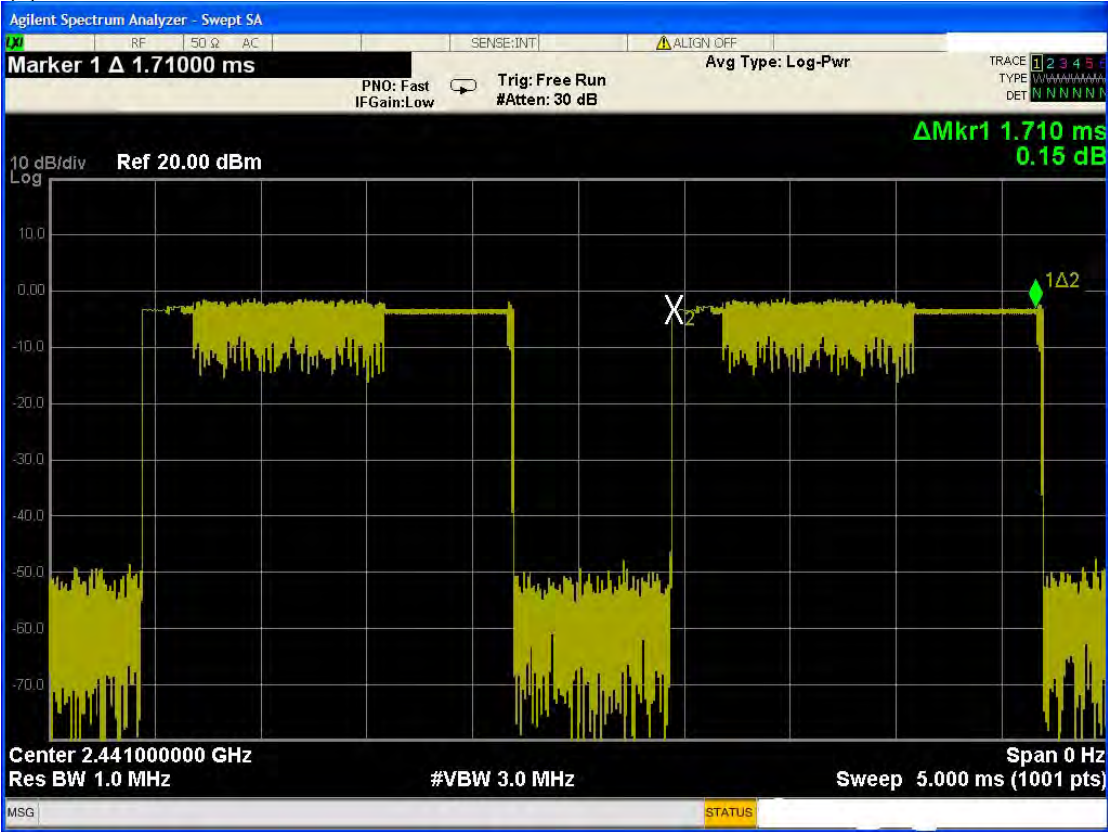 Agilent Spectrum Analyzer - Swept SA
LXI RF 50 Ω AC SENSE:INT ALIGN OFF
Marker 1 Δ 1.71000 ms Avg Type: Log-Pwr TRACE 1 2 3 4 5 6
PNO: Fast Trig: Free Run TYPE
IFGain:Low #Atten: 30 dB DET N N N N N N
ΔMkr1 1.710 ms
0.15 dB
10 dB/div Ref 20.00 dBm
Log
10.0
0.00
1Δ2
X2
-10.0
-20.0
-30.0
-40.0
-50.0
-60.0
-70.0
Center 2.441000000 GHz Span 0 Hz
Res BW 1.0 MHz #VBW 3.0 MHz Sweep 5.000 ms (1001 pts)
MSG STATUS